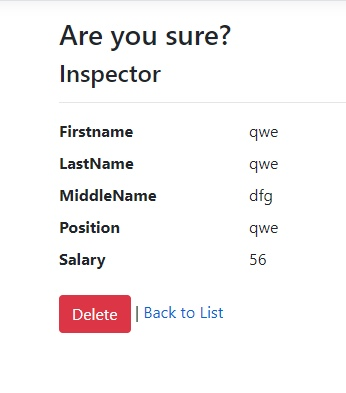 Are you sure?
Inspector
Firstname qwe
LastName qwe
MiddleName dfg
Position qwe
Salary 56
Delete | Back to List